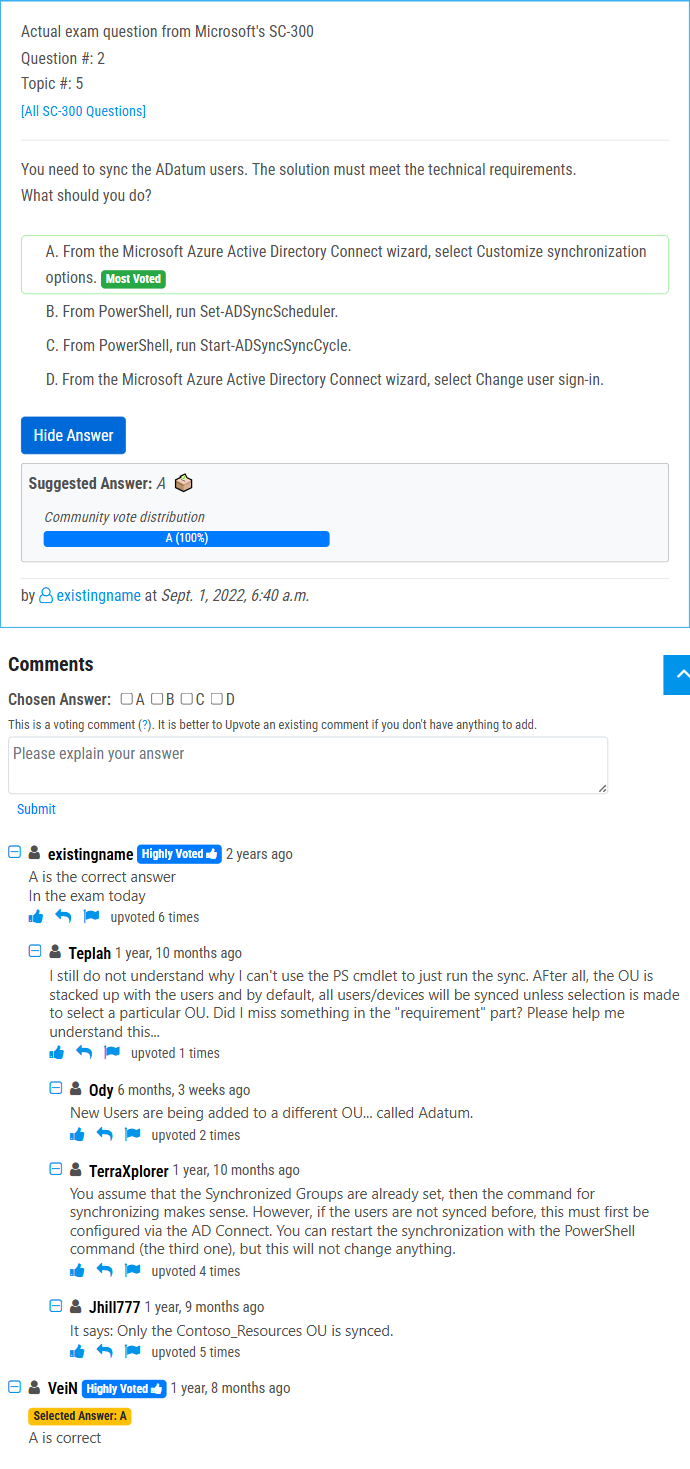 Actual exam question from Microsoft's SC-300
Question #: 2
Topic #: 5
[All SC-300 Questions]
You need to sync the ADatum users. The solution must meet the technical requirements.
What should you do?
A. From the Microsoft Azure Active Directory Connect wizard, select Customize synchronization
options. Most Voted
B. From PowerShell, run Set-ADSyncScheduler.
C. From PowerShell, run Start-ADSyncSyncCycle.
D. From the Microsoft Azure Active Directory Connect wizard, select Change user sign-in.
Hide Answer
Suggested Answer: A
Community vote distribution
A (100%)
by existingname at Sept. 1, 2022, 6:40 a.m.
Comments
Chosen Answer: A B C D
This is a voting comment (?). It is better to Upvote an existing comment if you don't have anything to add.
Please explain your answer
Submit
existingname Highly Voted 2 years ago
A is the correct answer
In the exam today
upvoted 6 times
Teplah 1 year, 10 months ago
I still do not understand why I can't use the PS cmdlet to just run the sync. AFter all, the OU is
stacked up with the users and by default, all users/devices will be synced unless selection is made
to select a particular OU. Did I miss something in the "requirement" part? Please help me
understand this...
upvoted 1 times
Ody 6 months, 3 weeks ago
New Users are being added to a different OU... called Adatum.
upvoted 2 times
TerraXplorer 1 year, 10 months ago
You assume that the Synchronized Groups are already set, then the command for
synchronizing makes sense. However, if the users are not synced before, this must first be
configured via the AD Connect. You can restart the synchronization with the PowerShell
command (the third one), but this will not change anything.
upvoted 4 times
Jhill777 1 year, 9 months ago
It says: Only the Contoso_Resources OU is synced.
upvoted 5 times
VeiN Highly Voted 1 year, 8 months ago
Selected Answer: A
A is correct